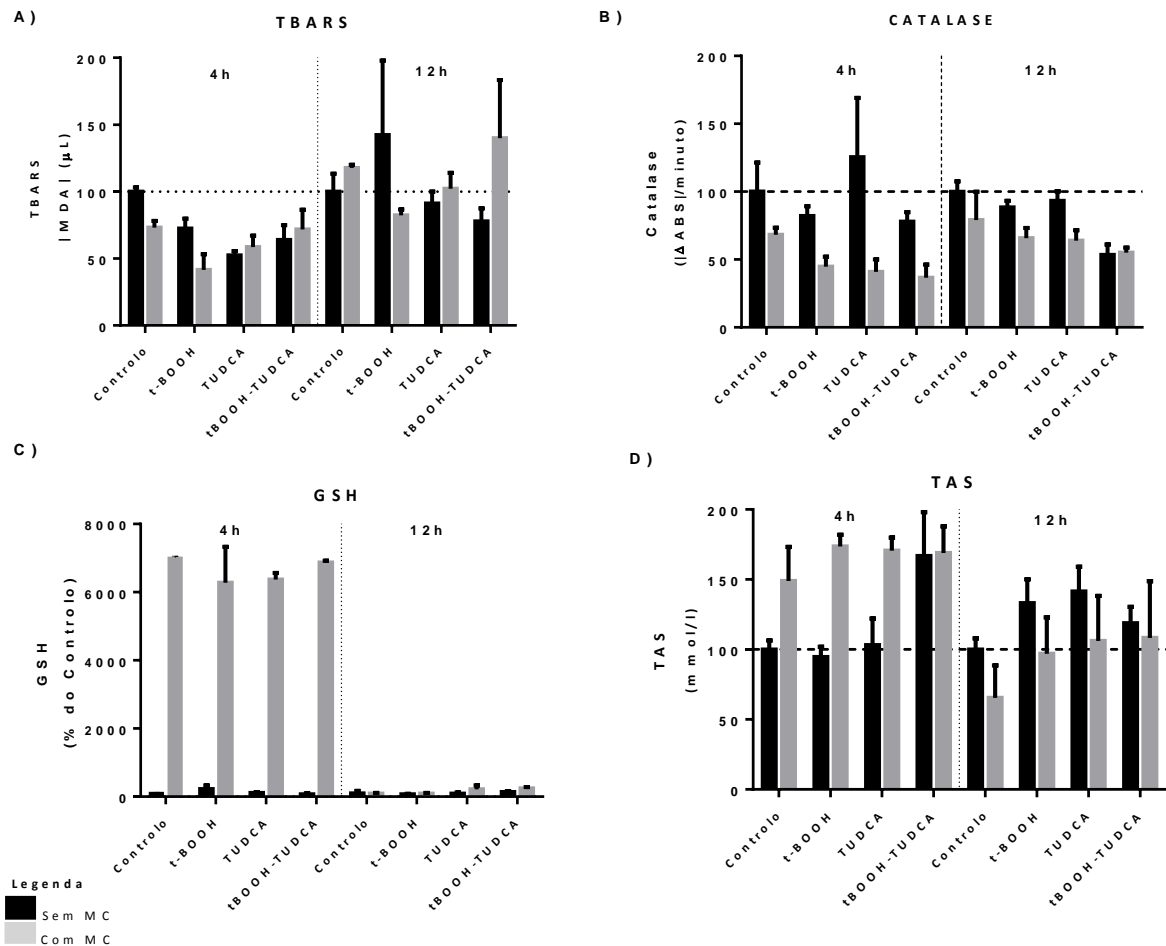 A)
TBARS
TBARS
|MDA| (µL)
200
150
100
50
0
4h
12h
Controlo
t-BOOH
TUDCA
tBOOH-TUDCA
Controlo
t-BOOH
TUDCA
tBOOH-TUDCA
B)
CATALASE
Catalase
(|ΔABS|/minuto)
200
150
100
50
0
4h
12h
Controlo
t-BOOH
TUDCA
tBOOH-TUDCA
Controlo
t-BOOH
TUDCA
tBOOH-TUDCA
C)
GSH
GSH
(% do Controlo)
8000
6000
4000
2000
0
4h
12h
Controlo
t-BOOH
TUDCA
tBOOH-TUDCA
Controlo
t-BOOH
TUDCA
tBOOH-TUDCA
D)
TAS
TAS
(mmol/l)
200
150
100
50
0
4h
12h
Controlo
t-BOOH
TUDCA
tBOOH-TUDCA
Controlo
t-BOOH
TUDCA
tBOOH-TUDCA
Legenda
Sem MC
Com MC